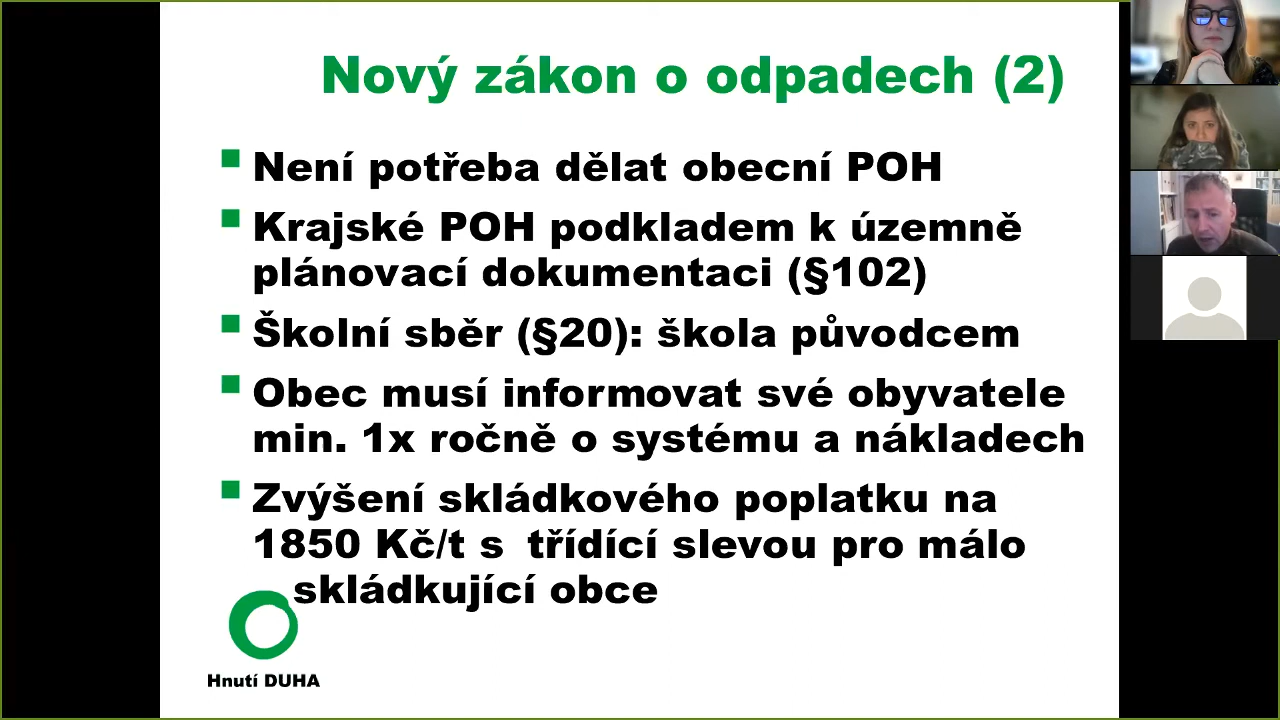 Nový zákon o odpadech (2)
Není potřeba dělat obecní POH
Krajské POH podkladem k územně
plánovací dokumentaci (§102)
Školní sběr (§20): škola původcem
Obec musí informovat své obyvatele
min. 1x ročně o systému a nákladech
Zvýšení skládkového poplatku na
1850 Kč/t s třídící slevou pro málo
skládkující obce
Hnutí DUHA